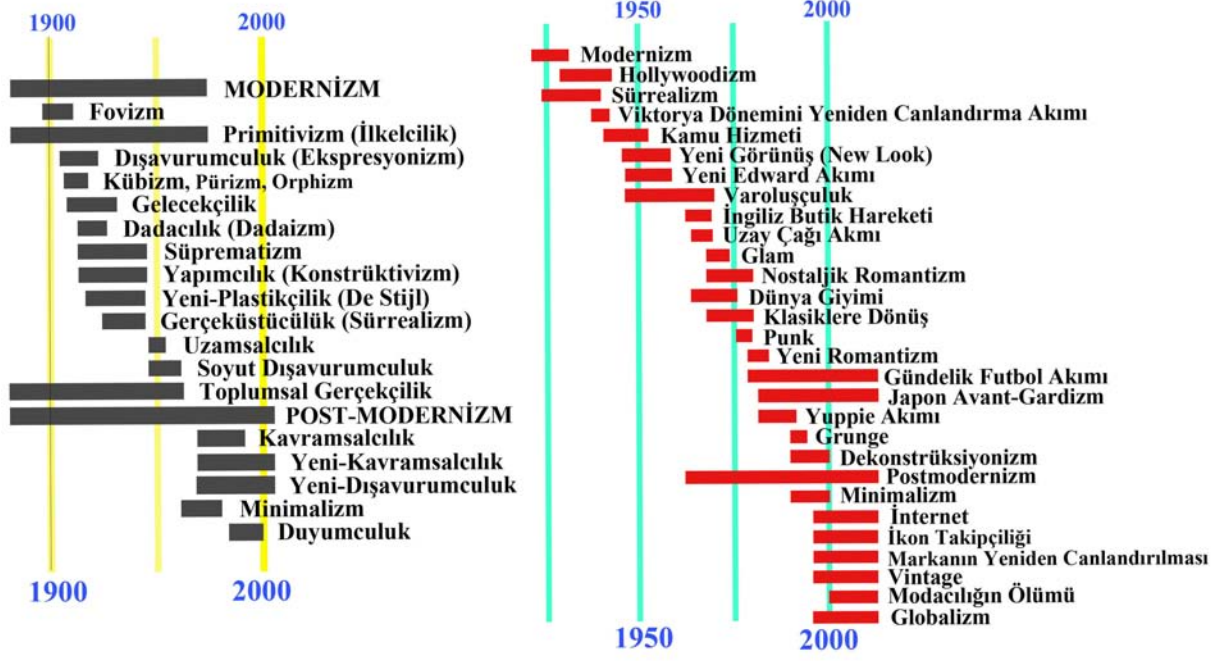 1900 2000
MODERNİZM
Fovizm
Primitivizm (İlkelcilik)
Dışavurumculuk (Ekspresyonizm)
Kübizm, Pürizm, Orphizm
Gelecekçilik
Dadacılık (Dadaizm)
Süprematizm
Yapımcılık (Konstrüktivizm)
Yeni-Plastikçilik (De Stijl)
Gerçeküstücülük (Sürrealizm)
Uzamsalcılık
Soyut Dışavurumculuk
Toplumsal Gerçekçilik
POST-MODERNİZM
Kavramsalcılık
Yeni-Kavramsalcılık
Yeni-Dışavurumculuk
Minimalizm
Duyumculuk
1900 2000
1950 2000
Modernizm
Hollywoodizm
Sürrealizm
Viktorya Dönemini Yeniden Canlandırma Akımı
Kamu Hizmeti
Yeni Görünüş (New Look)
Yeni Edward Akımı
Varoluşçuluk
İngiliz Butik Hareketi
Uzay Çağı Akmı
Glam
Nostaljik Romantizm
Dünya Giyimi
Klasiklere Dönüş
Punk
Yeni Romantizm
Gündelik Futbol Akımı
Japon Avant-Gardizm
Yuppie Akımı
Grunge
Dekonstrüksiyonizm
Postmodernizm
Minimalizm
İnternet
İkon Takipçiliği
Markanın Yeniden Canlandırılması
Vintage
Modacılığın Ölümü
Globalizm
1950 2000